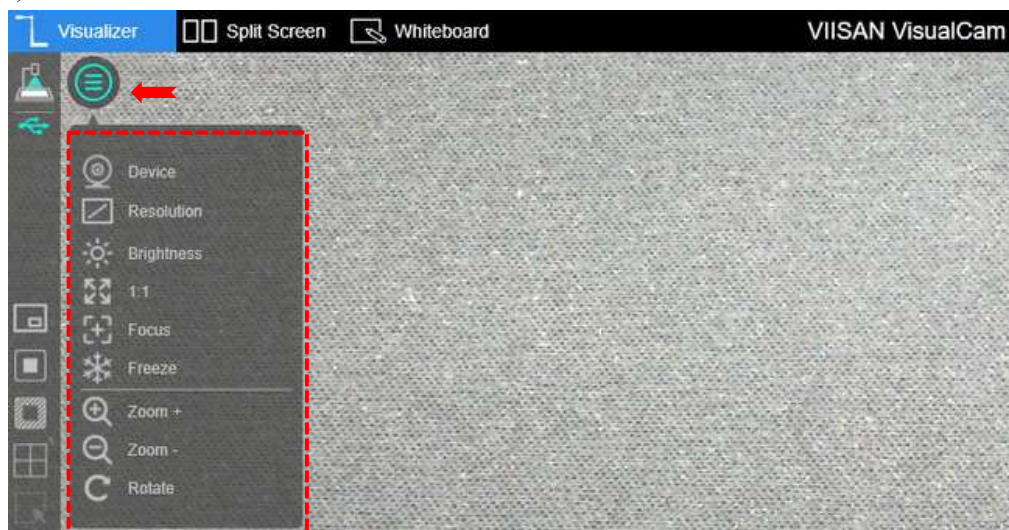 Visualizer Split Screen Whiteboard VIISAN VisualCam
Device
Resolution
Brightness
1:1
Focus
Freeze
Zoom +
Zoom -
Rotate